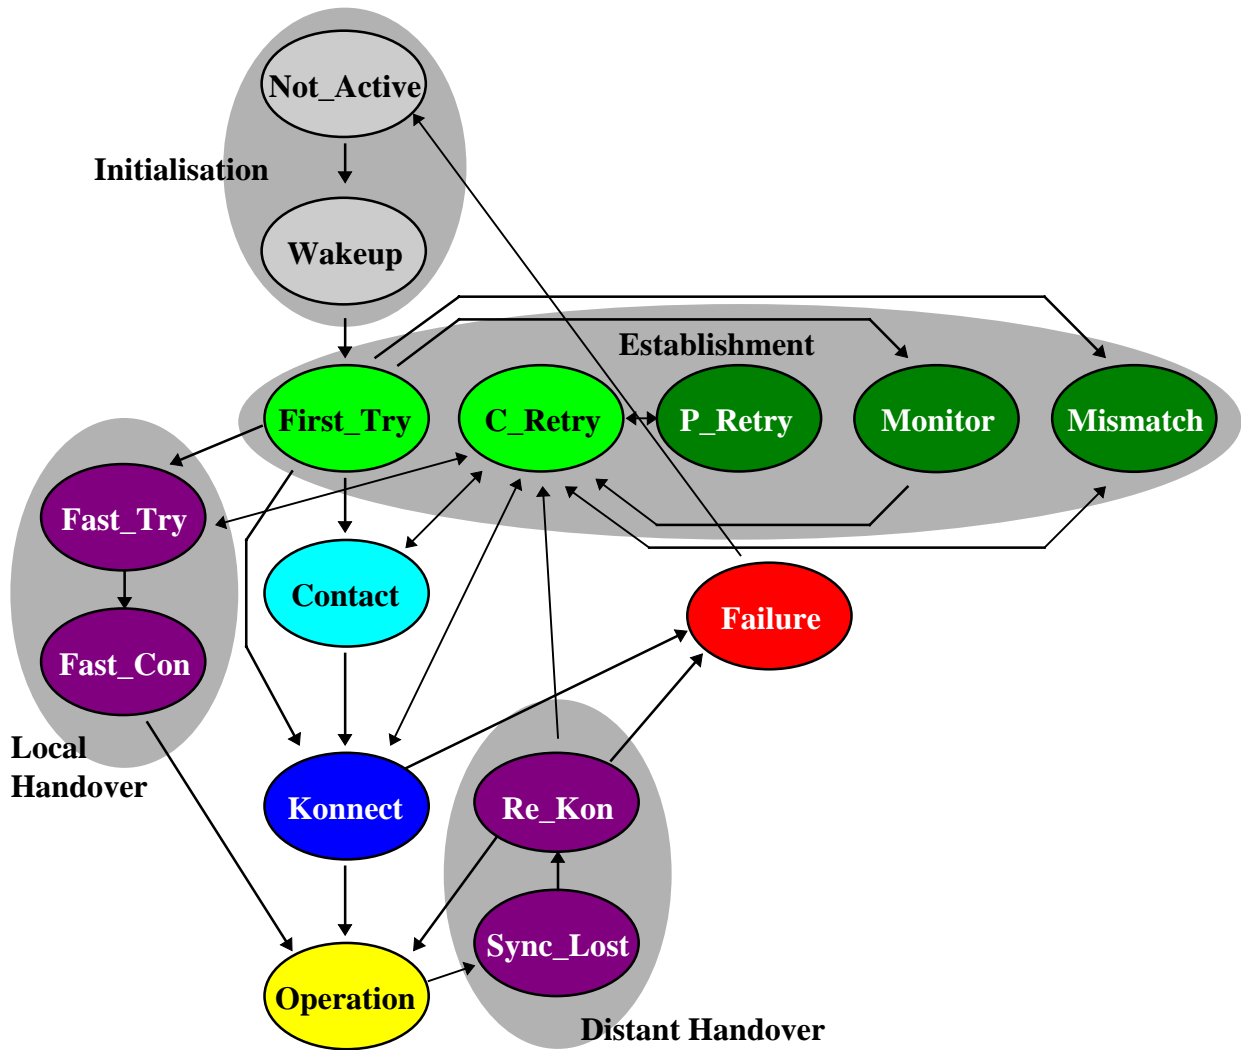 Not_Active
Initialisation
Wakeup
Establishment
First_Try
C_Retry
P_Retry
Monitor
Mismatch
Fast_Try
Contact
Failure
Fast_Con
Local
Handover
Konnect
Re_Kon
Sync_Lost
Operation
Distant Handover